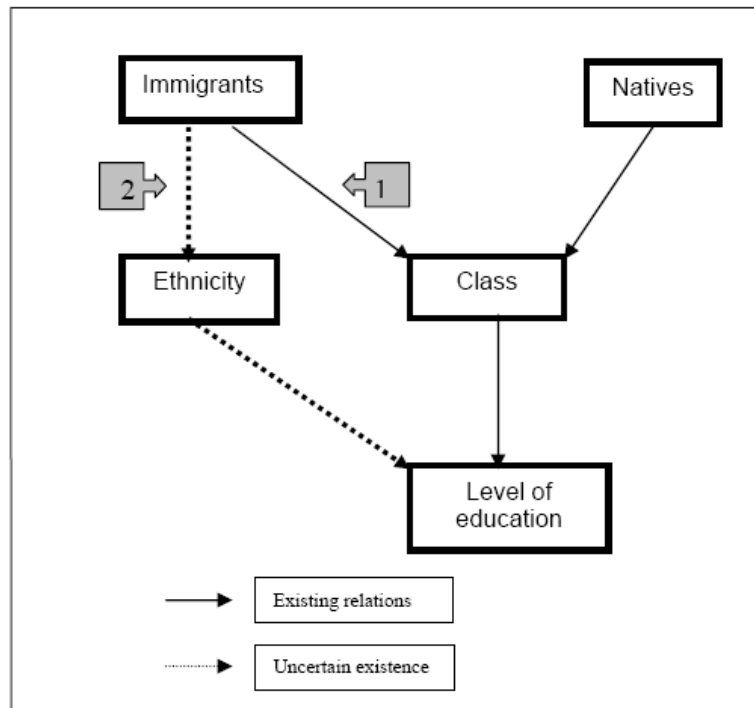 Immigrants
Natives
2
1
Ethnicity
Class
Level of
education
Existing relations
Uncertain existence